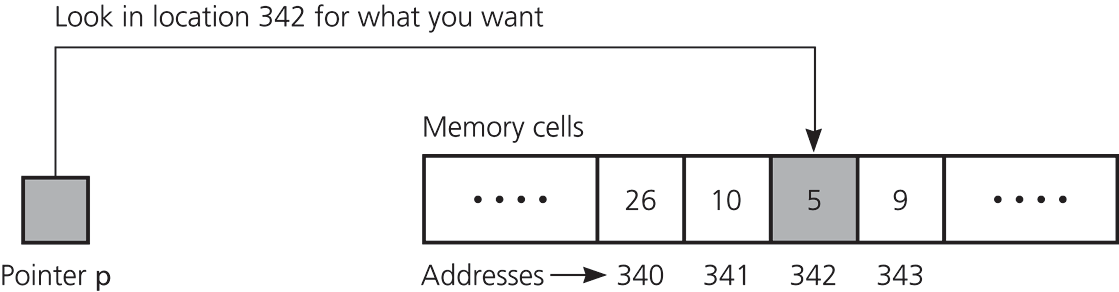 Look in location 342 for what you want
Memory cells
• • • • 26 10 5 9 • • • •
Pointer p
Addresses 340 341 342 343